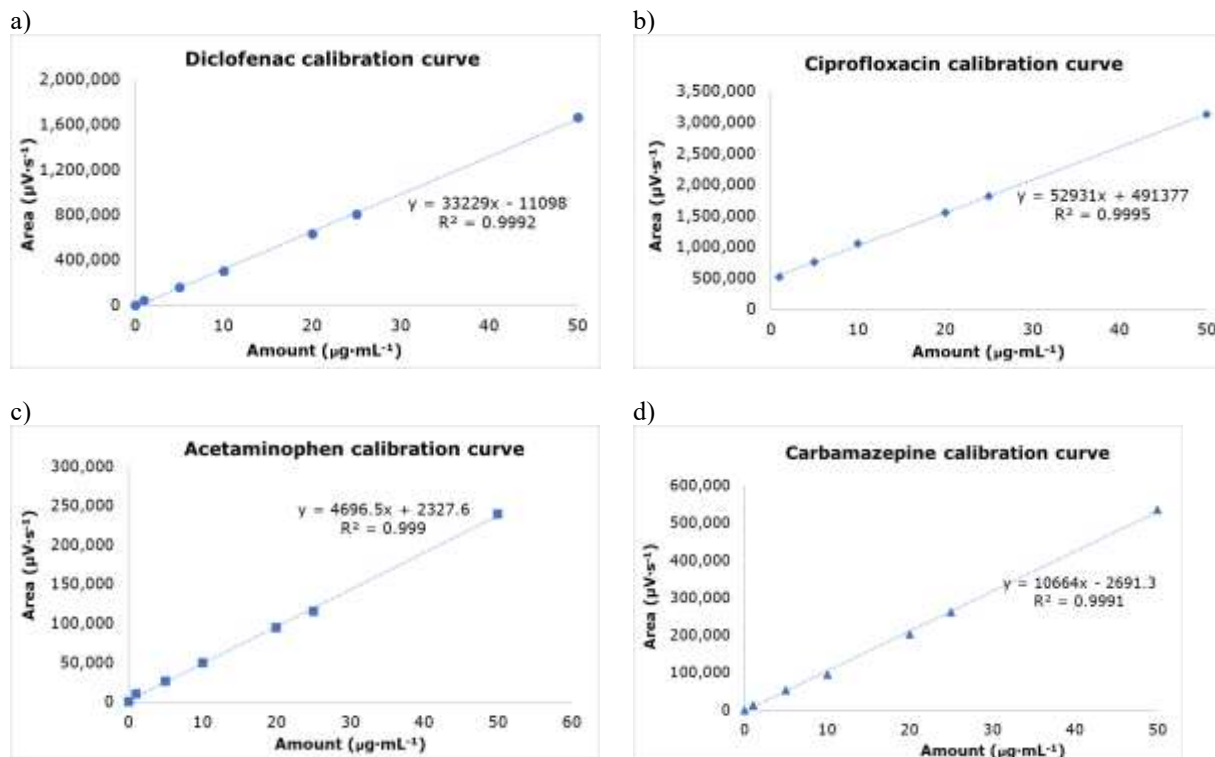 a)
Diclofenac calibration curve
2,000,000
1,600,000
1,200,000
800,000
400,000
0
Area (µV·s⁻¹)
y = 33229x - 11098
R² = 0.9992
0 10 20 30 40 50
Amount (µg·mL⁻¹)
b)
Ciprofloxacin calibration curve
3,500,000
3,000,000
2,500,000
2,000,000
1,500,000
1,000,000
500,000
0
Area (µV·s⁻¹)
y = 52931x + 491377
R² = 0.9995
0 10 20 30 40 50
Amount (µg·mL⁻¹)
c)
Acetaminophen calibration curve
300,000
250,000
200,000
150,000
100,000
50,000
0
Area (µV·s⁻¹)
y = 4696.5x + 2327.6
R² = 0.999
0 10 20 30 40 50 60
Amount (µg·mL⁻¹)
d)
Carbamazepine calibration curve
600,000
500,000
400,000
300,000
200,000
100,000
0
Area (µV·s⁻¹)
y = 10664x - 2691.3
R² = 0.9991
0 10 20 30 40 50
Amount (µg·mL⁻¹)